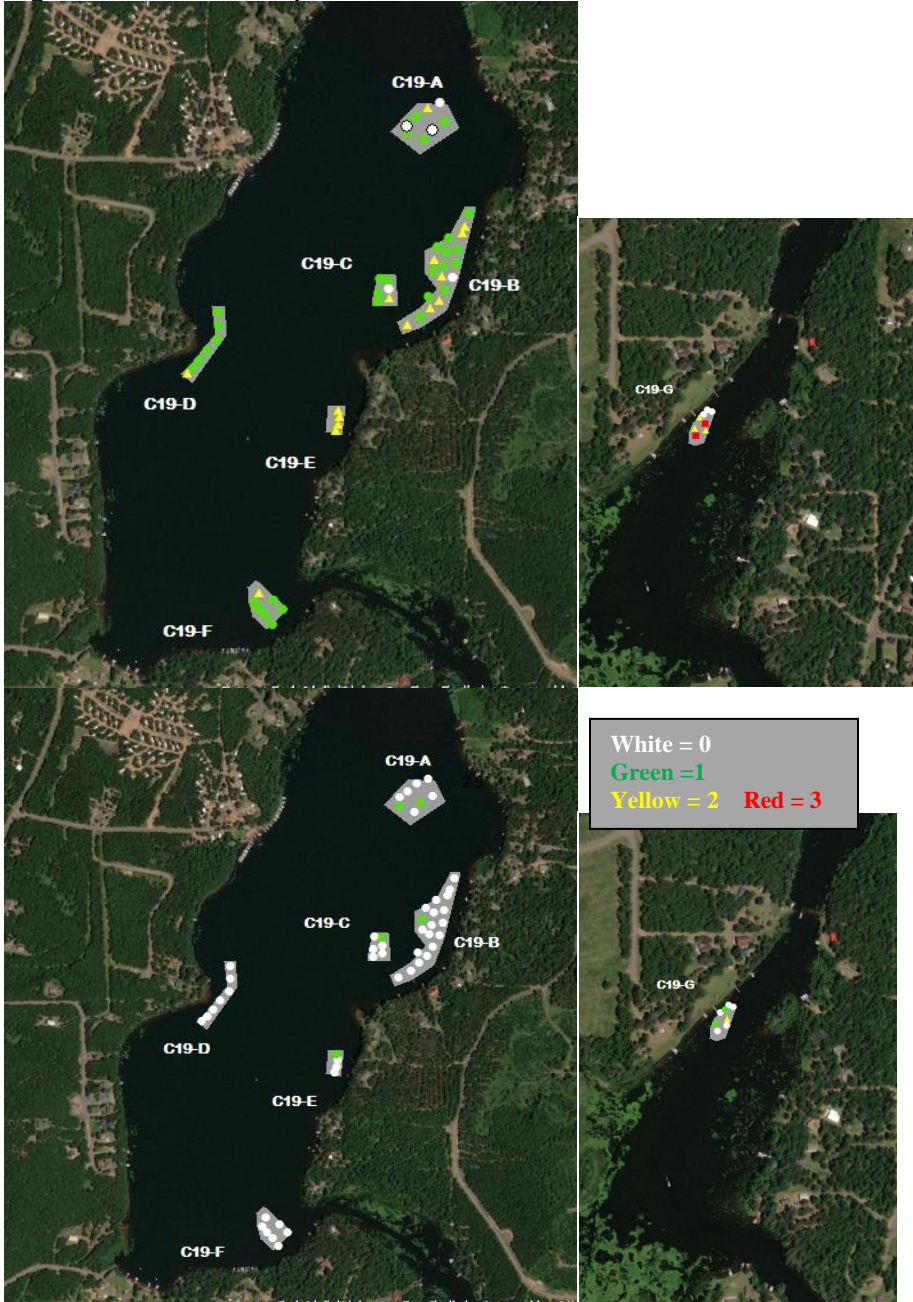 C19-A
C19-C
C19-B
C19-D
C19-E
C19-F
C19-G
C19-A
C19-C
C19-B
C19-D
C19-E
C19-F
White = 0
Green =1
Yellow = 2 Red = 3
C19-G